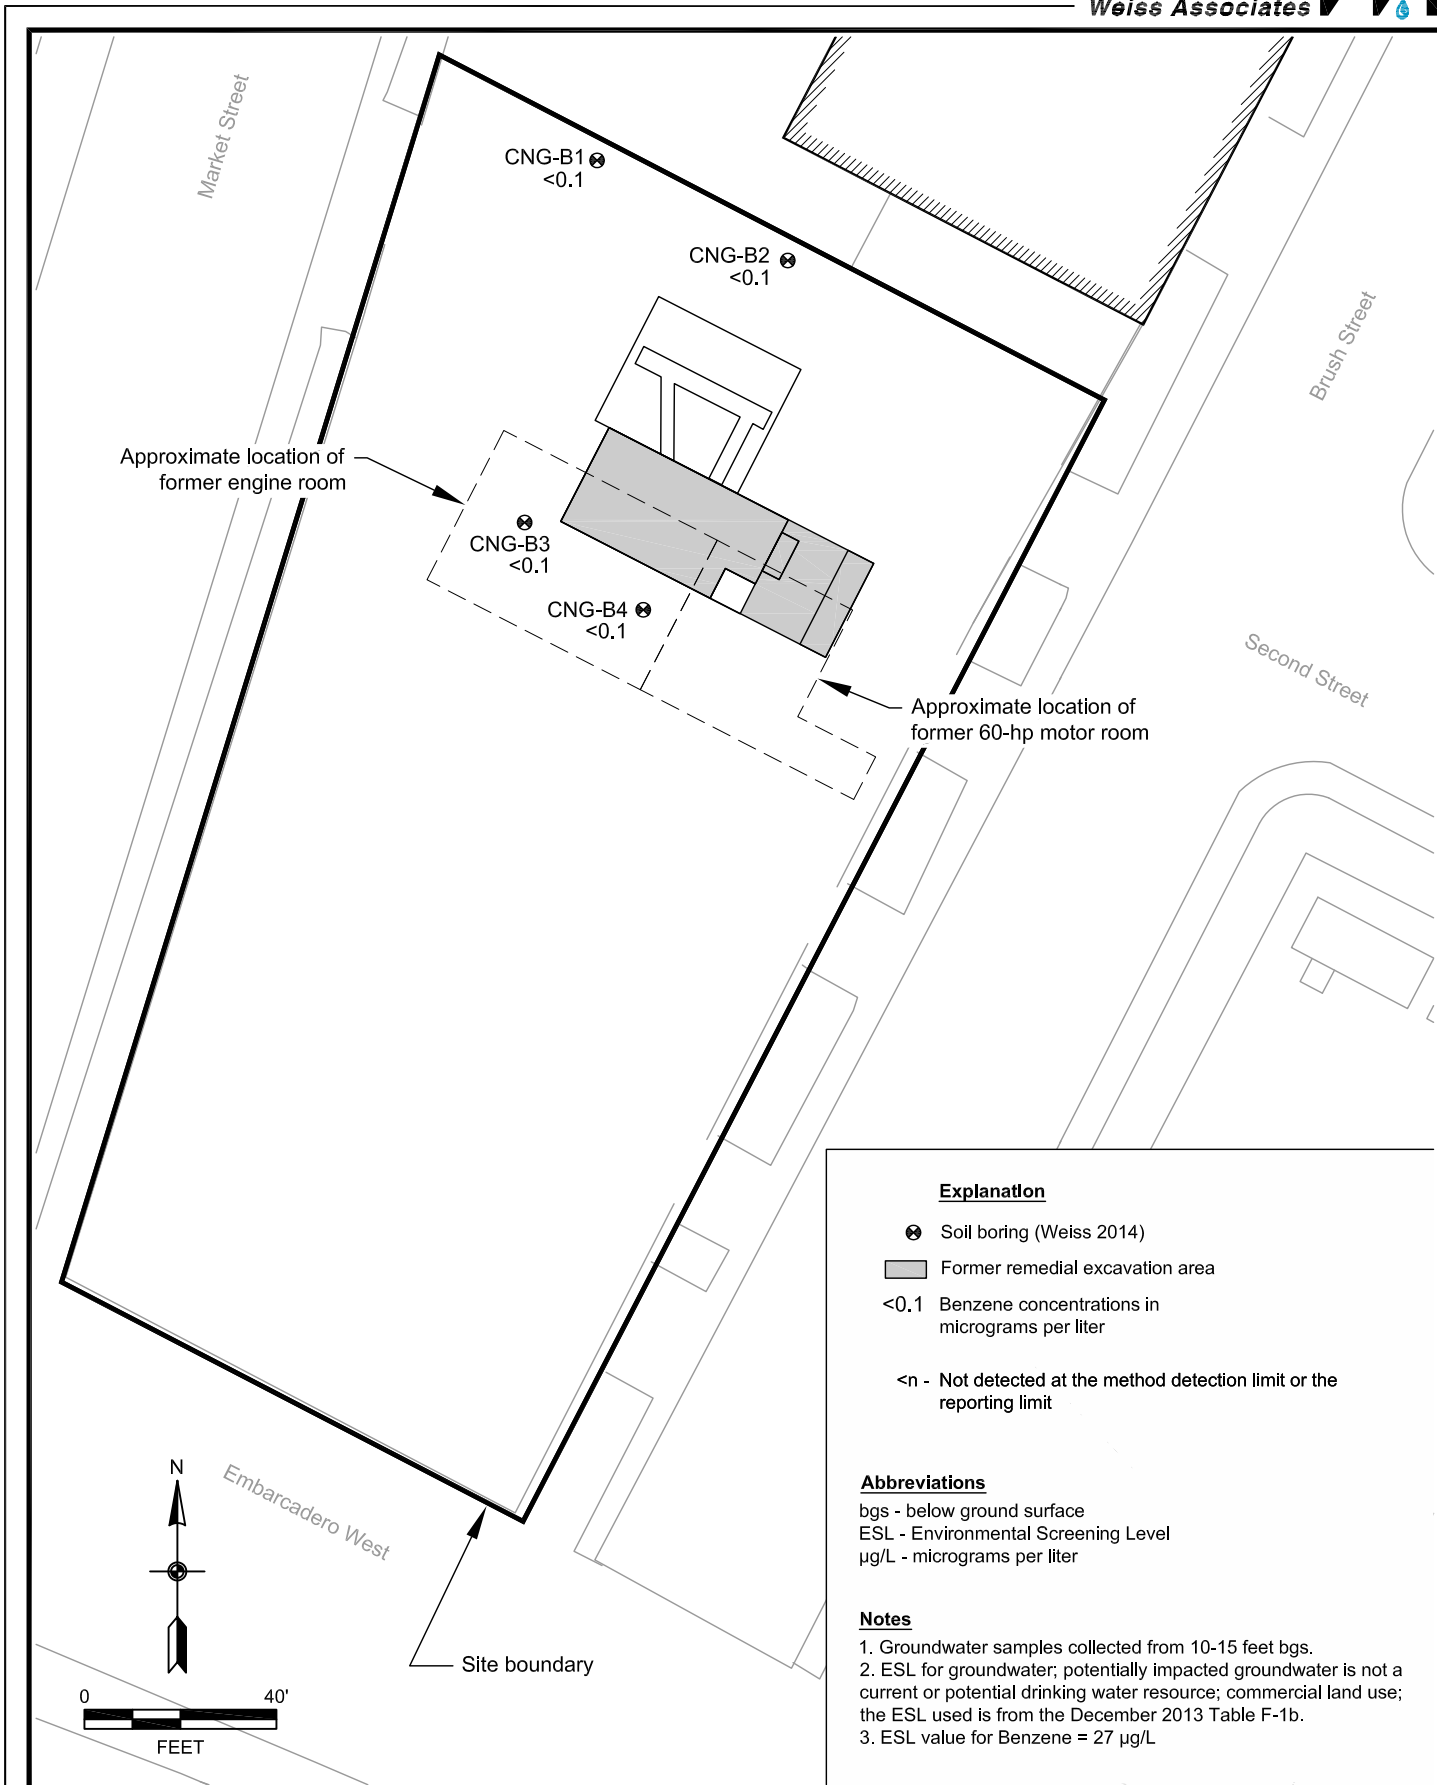 Weiss Associates
Market Street
CNG-B1
<0.1
CNG-B2
<0.1
Brush Street
Approximate location of
former engine room
CNG-B3
<0.1
CNG-B4
<0.1
Second Street
Approximate location of
former 60-hp motor room
Explanation
Soil boring (Weiss 2014)
Former remedial excavation area
<0.1 Benzene concentrations in
micrograms per liter
<n - Not detected at the method detection limit or the
reporting limit
Abbreviations
bgs - below ground surface
ESL - Environmental Screening Level
µg/L - micrograms per liter
Notes
1. Groundwater samples collected from 10-15 feet bgs.
2. ESL for groundwater; potentially impacted groundwater is not a
current or potential drinking water resource; commercial land use;
the ESL used is from the December 2013 Table F-1b.
3. ESL value for Benzene = 27 µg/L
N
Embarcadero West
Site boundary
0 40'
FEET